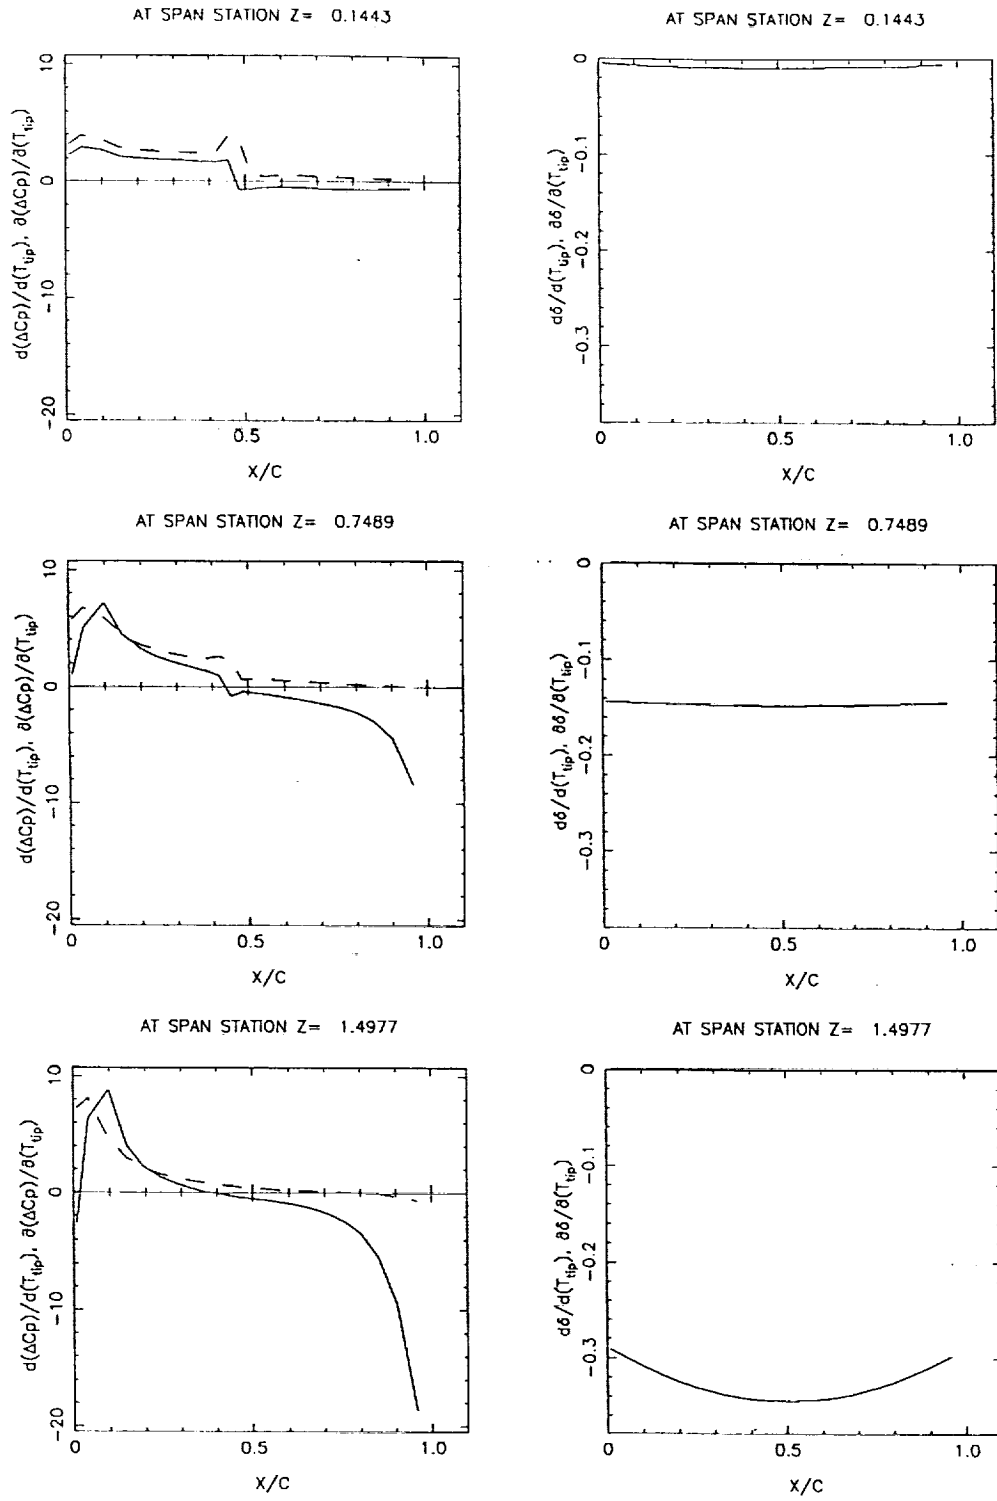 AT SPAN STATION Z= 0.1443
d(ΔCp)/d(T_tip), ∂(ΔCp)/∂(T_tip)
10
0
-10
-20
0 0.5 1.0
X/C
AT SPAN STATION Z= 0.1443
dδ/d(T_tip), ∂δ/∂(T_tip)
0
-0.1
-0.2
-0.3
0 0.5 1.0
X/C
AT SPAN STATION Z= 0.7489
d(ΔCp)/d(T_tip), ∂(ΔCp)/∂(T_tip)
10
0
-10
-20
0 0.5 1.0
X/C
AT SPAN STATION Z= 0.7489
dδ/d(T_tip), ∂δ/∂(T_tip)
0
-0.1
-0.2
-0.3
0 0.5 1.0
X/C
AT SPAN STATION Z= 1.4977
d(ΔCp)/d(T_tip), ∂(ΔCp)/∂(T_tip)
10
0
-10
-20
0 0.5 1.0
X/C
AT SPAN STATION Z= 1.4977
dδ/d(T_tip), ∂δ/∂(T_tip)
0
-0.1
-0.2
-0.3
0 0.5 1.0
X/C